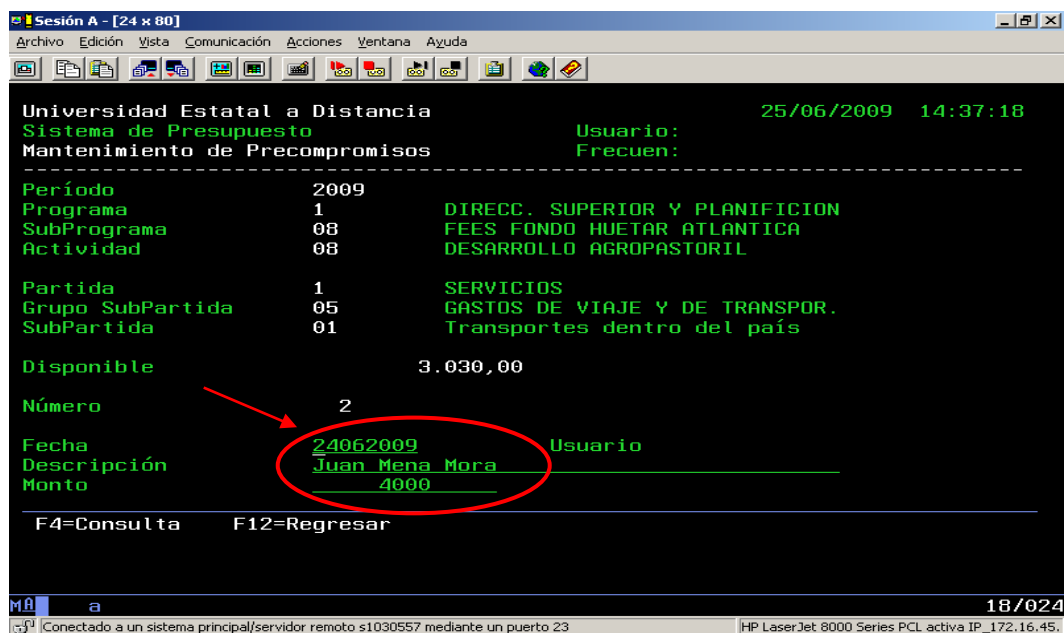 Sesión A - [24 x 80]
Archivo Edición Vista Comunicación Acciones Ventana Ayuda
Universidad Estatal a Distancia 25/06/2009 14:37:18
Sistema de Presupuesto Usuario:
Mantenimiento de Precompromisos Frecuen:
Período 2009
Programa 1 DIRECC. SUPERIOR Y PLANIFICION
SubPrograma 08 FEES FONDO HUETAR ATLANTICA
Actividad 08 DESARROLLO AGROPASTORIL
Partida 1 SERVICIOS
Grupo SubPartida 05 GASTOS DE VIAJE Y DE TRANSPOR.
SubPartida 01 Transportes dentro del país
Disponible 3.030,00
Número 2
Fecha 24062009 Usuario
Descripción Juan Mena Mora
Monto 4000
F4=Consulta F12=Regresar
MA a 18/024
Conectado a un sistema principal/servidor remoto s1030557 mediante un puerto 23 HP LaserJet 8000 Series PCL activa IP_172.16.45.